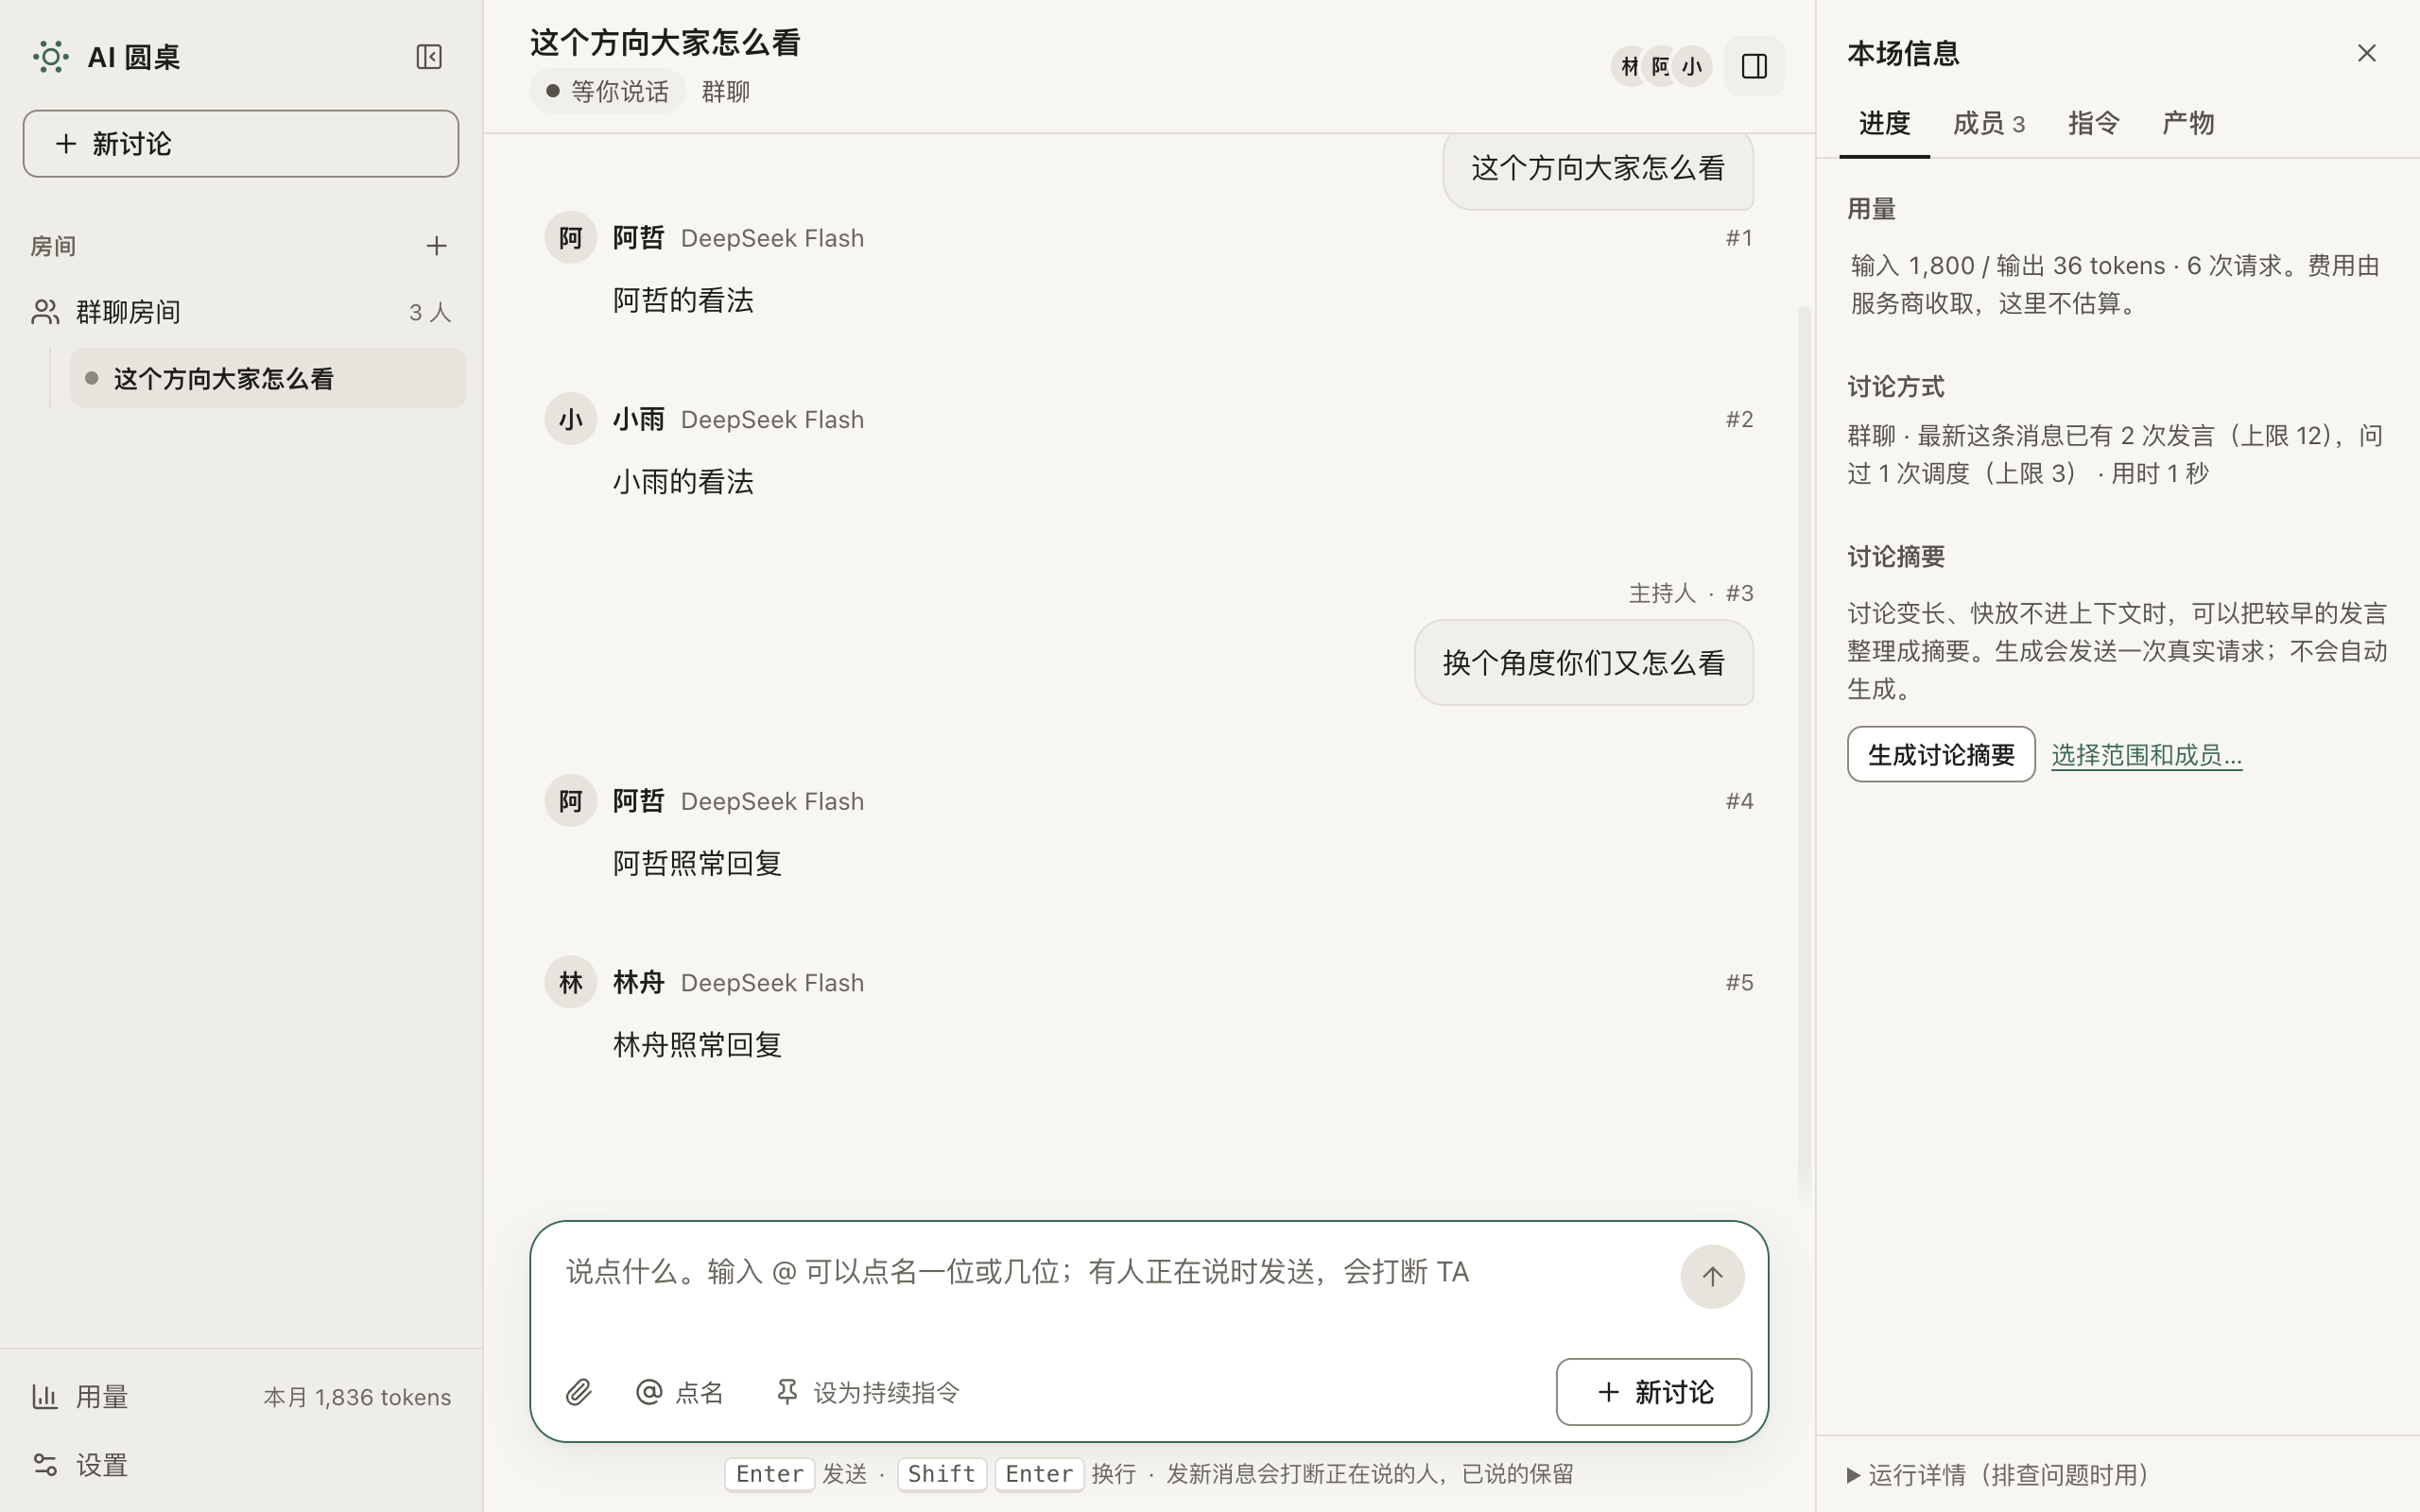 AI 圆桌
新讨论
房间
群聊房间 3 人
这个方向大家怎么看
用量 本月 1,836 tokens
设置
这个方向大家怎么看
等你说话 群聊
林 阿 小
这个方向大家怎么看
阿 阿哲 DeepSeek Flash #1
阿哲的看法
小 小雨 DeepSeek Flash #2
小雨的看法
主持人 · #3
换个角度你们又怎么看
阿 阿哲 DeepSeek Flash #4
阿哲照常回复
林 林舟 DeepSeek Flash #5
林舟照常回复
说点什么。输入 @ 可以点名一位或几位；有人正在说时发送，会打断 TA
点名 设为持续指令 新讨论
Enter 发送 · Shift Enter 换行 · 发新消息会打断正在说的人，已说的保留
本场信息
进度 成员 3 指令 产物
用量
输入 1,800 / 输出 36 tokens · 6 次请求。费用由
服务商收取，这里不估算。
讨论方式
群聊 · 最新这条消息已有 2 次发言（上限 12），问
过 1 次调度（上限 3） · 用时 1 秒
讨论摘要
讨论变长、快放不进上下文时，可以把较早的发言
整理成摘要。生成会发送一次真实请求；不会自动
生成。
生成讨论摘要 选择范围和成员…
运行详情（排查问题时用）